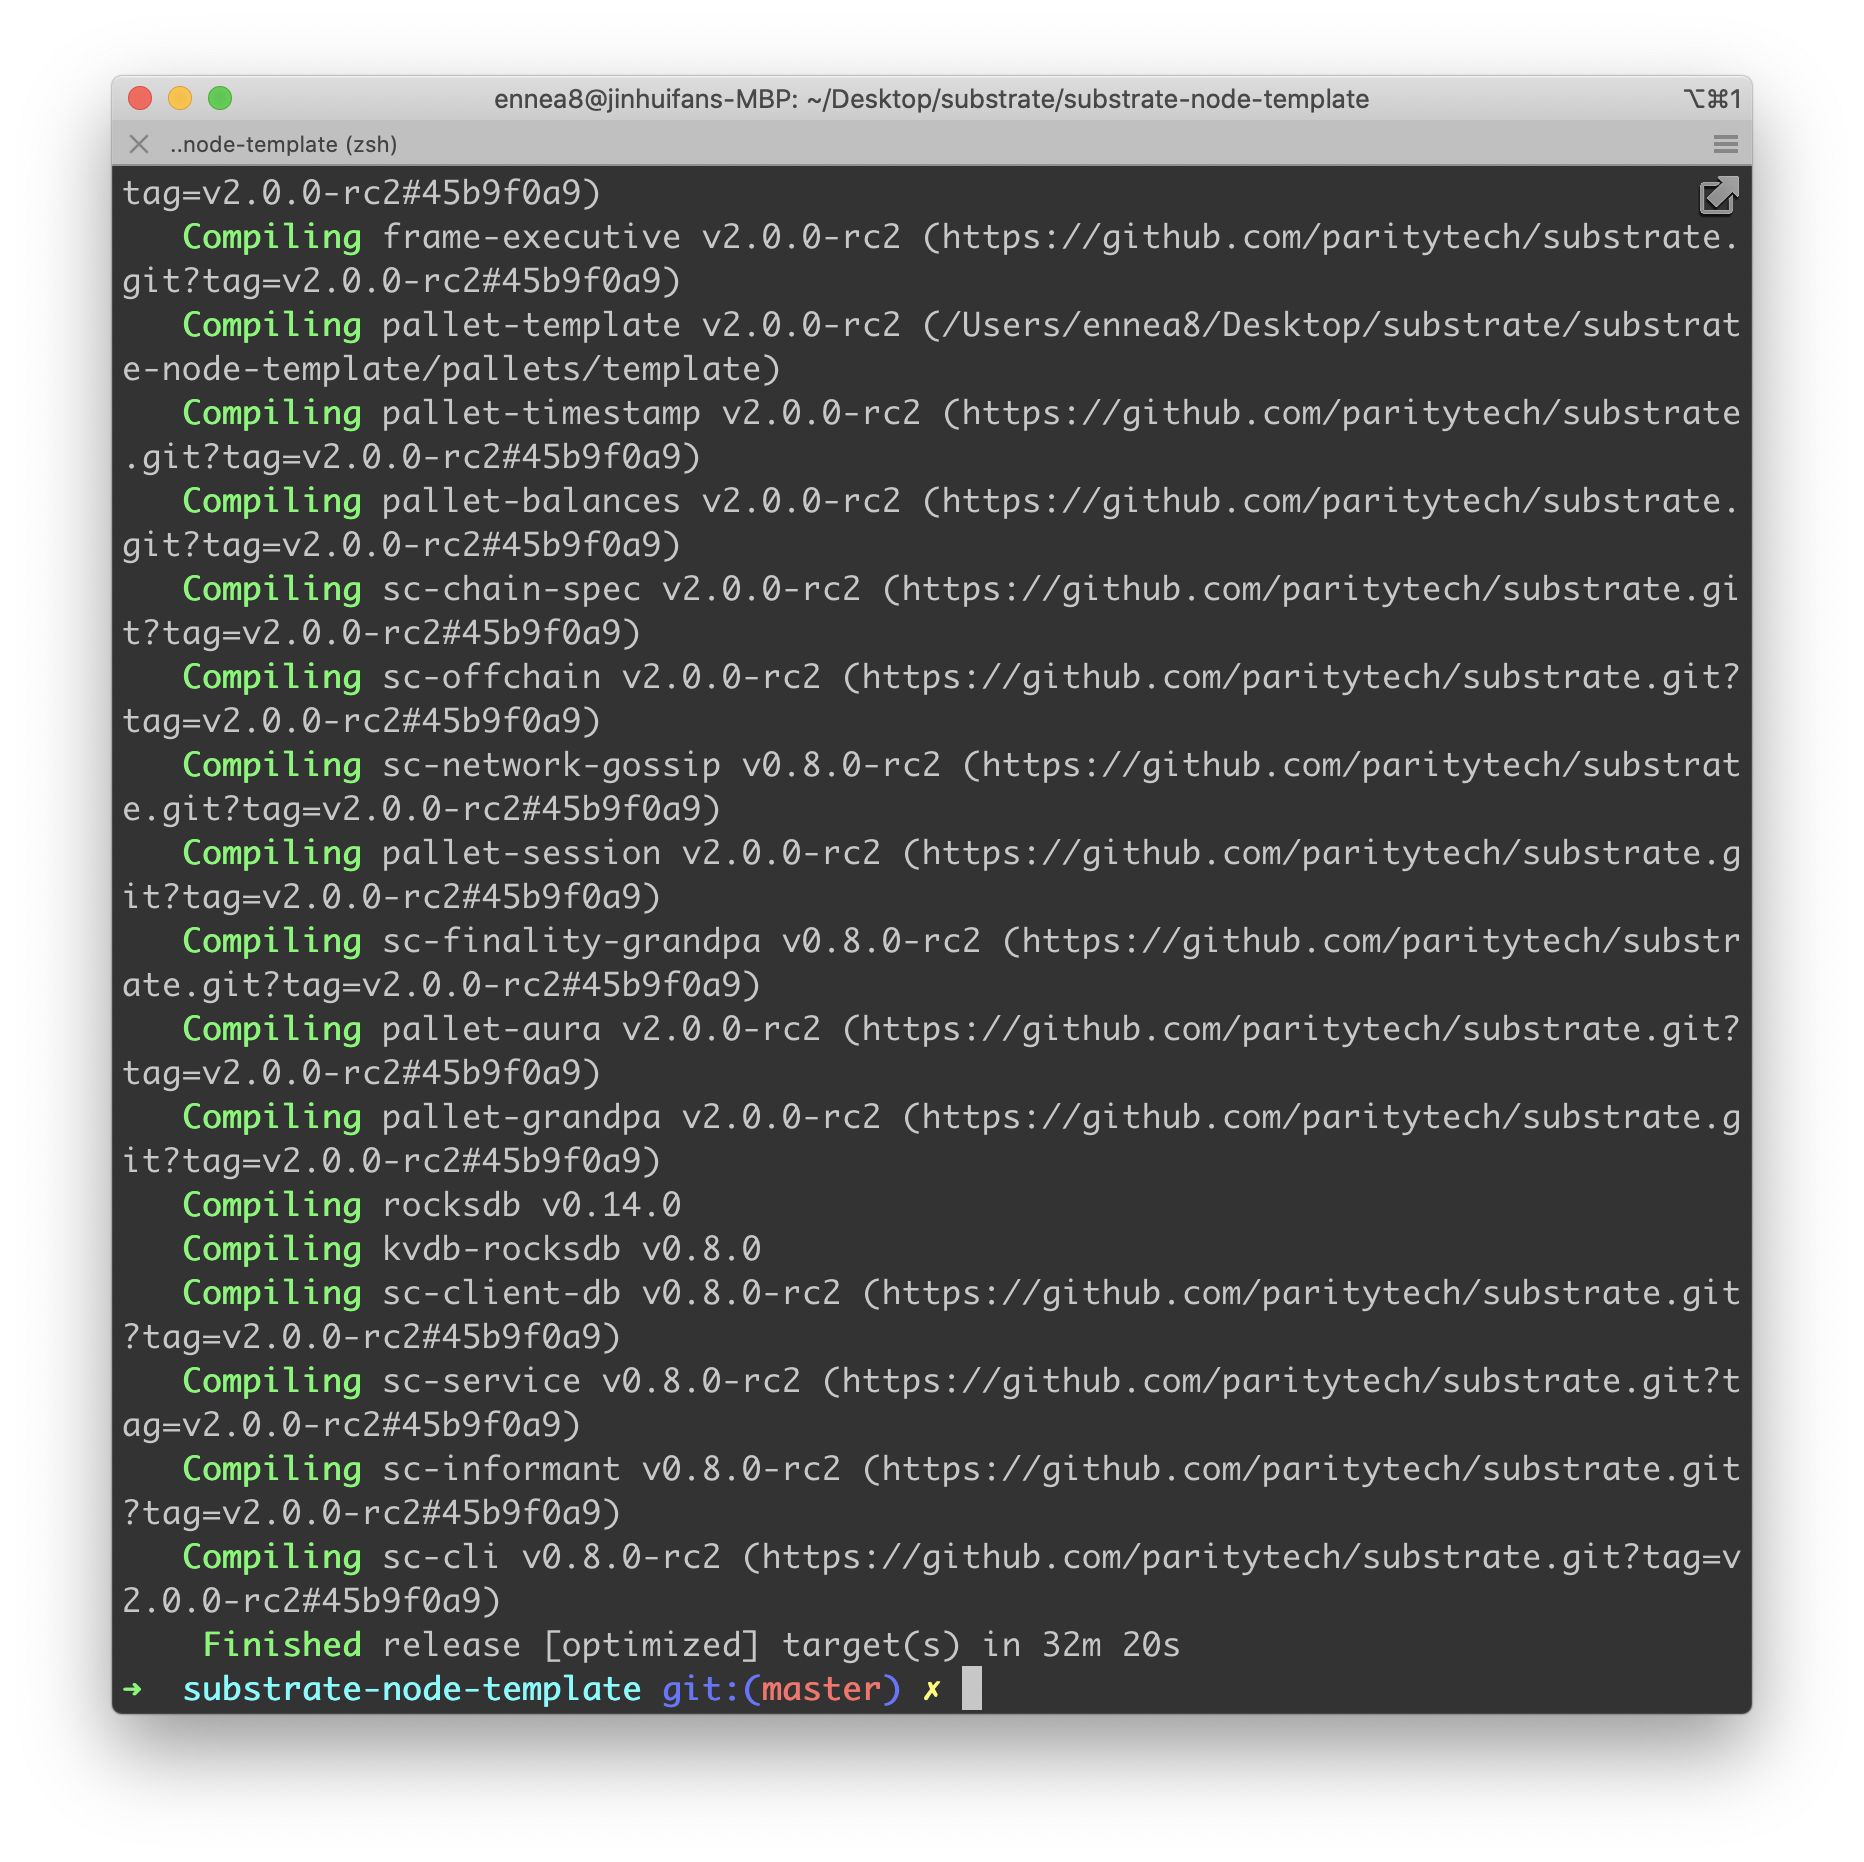 ennea8@jinhuifans-MBP: ~/Desktop/substrate/substrate-node-template ⌥⌘1
..node-template (zsh)
tag=v2.0.0-rc2#45b9f0a9)
   Compiling frame-executive v2.0.0-rc2 (https://github.com/paritytech/substrate.
git?tag=v2.0.0-rc2#45b9f0a9)
   Compiling pallet-template v2.0.0-rc2 (/Users/ennea8/Desktop/substrate/substrat
e-node-template/pallets/template)
   Compiling pallet-timestamp v2.0.0-rc2 (https://github.com/paritytech/substrate
.git?tag=v2.0.0-rc2#45b9f0a9)
   Compiling pallet-balances v2.0.0-rc2 (https://github.com/paritytech/substrate.
git?tag=v2.0.0-rc2#45b9f0a9)
   Compiling sc-chain-spec v2.0.0-rc2 (https://github.com/paritytech/substrate.gi
t?tag=v2.0.0-rc2#45b9f0a9)
   Compiling sc-offchain v2.0.0-rc2 (https://github.com/paritytech/substrate.git?
tag=v2.0.0-rc2#45b9f0a9)
   Compiling sc-network-gossip v0.8.0-rc2 (https://github.com/paritytech/substrat
e.git?tag=v2.0.0-rc2#45b9f0a9)
   Compiling pallet-session v2.0.0-rc2 (https://github.com/paritytech/substrate.g
it?tag=v2.0.0-rc2#45b9f0a9)
   Compiling sc-finality-grandpa v0.8.0-rc2 (https://github.com/paritytech/substr
ate.git?tag=v2.0.0-rc2#45b9f0a9)
   Compiling pallet-aura v2.0.0-rc2 (https://github.com/paritytech/substrate.git?
tag=v2.0.0-rc2#45b9f0a9)
   Compiling pallet-grandpa v2.0.0-rc2 (https://github.com/paritytech/substrate.g
it?tag=v2.0.0-rc2#45b9f0a9)
   Compiling rocksdb v0.14.0
   Compiling kvdb-rocksdb v0.8.0
   Compiling sc-client-db v0.8.0-rc2 (https://github.com/paritytech/substrate.git
?tag=v2.0.0-rc2#45b9f0a9)
   Compiling sc-service v0.8.0-rc2 (https://github.com/paritytech/substrate.git?t
ag=v2.0.0-rc2#45b9f0a9)
   Compiling sc-informant v0.8.0-rc2 (https://github.com/paritytech/substrate.git
?tag=v2.0.0-rc2#45b9f0a9)
   Compiling sc-cli v0.8.0-rc2 (https://github.com/paritytech/substrate.git?tag=v
2.0.0-rc2#45b9f0a9)
    Finished release [optimized] target(s) in 32m 20s
➜  substrate-node-template git:(master) ✗